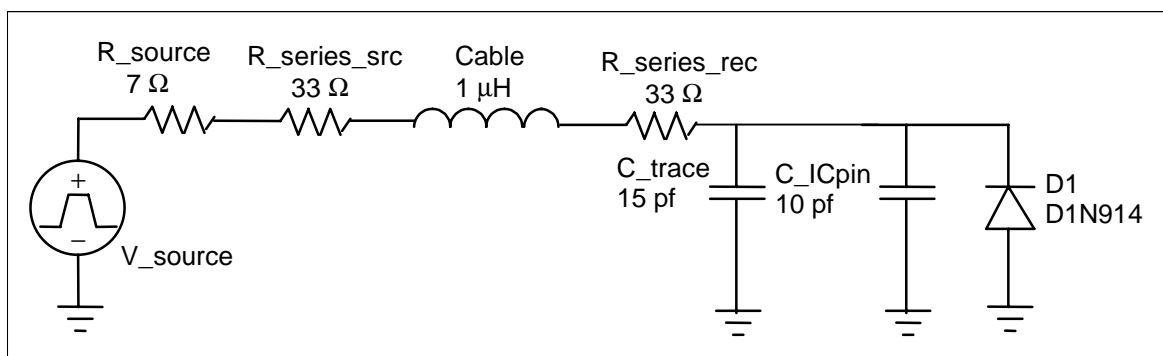 R_source
7 Ω
R_series_src
33 Ω
Cable
1 μH
R_series_rec
33 Ω
C_trace
15 pf
C_ICpin
10 pf
D1
D1N914
+
−
V_source